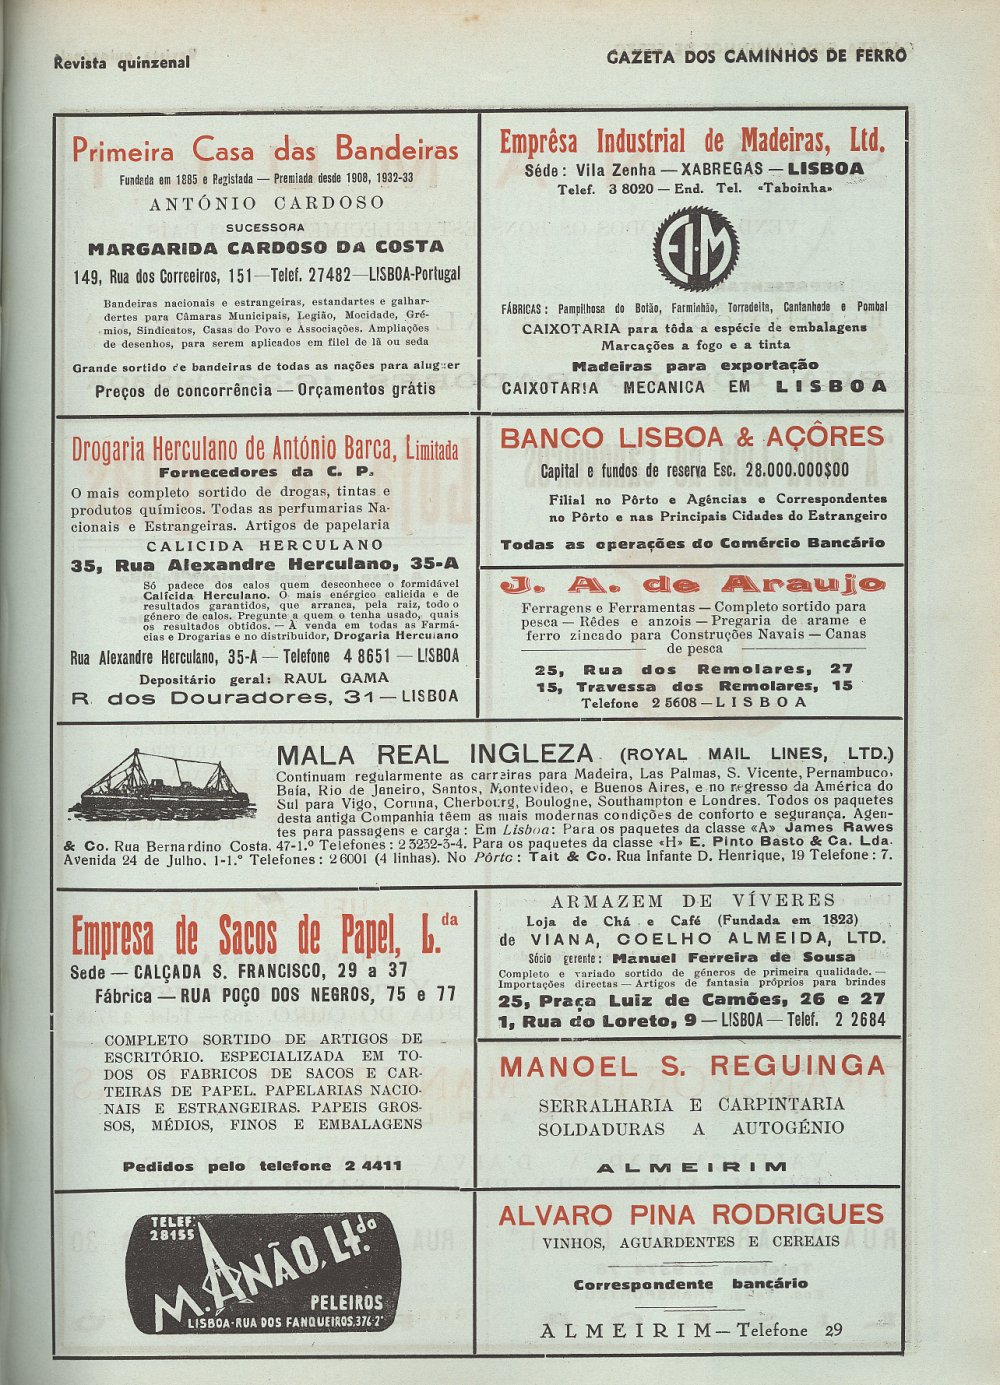 Revista quinzenal
GAZETA DOS CAMINHOS DE FERRO
Primeira Casa das Bandeiras
Fundada em 1885 e Registada — Premiada desde 1908, 1932-33
ANTÓNIO CARDOSO
SUCESSORA
MARGARIDA CARDOSO DA COSTA
149, Rua dos Correeiros, 151—Telef. 27482—LISBOA-Portugal
Bandeiras nacionais e estrangeiras, estandartes e galhar-
dertes para Câmaras Municipais, Legião, Mocidade, Gré-
mios, Sindicatos, Casas do Povo e Associações. Ampliações
de desenhos, para serem aplicados em filel de lã ou seda
Grande sortido de bandeiras de todas as nações para aluguer
Preços de concorrência — Orçamentos grátis
Emprêsa Industrial de Madeiras, Ltd.
Séde: Vila Zenha — XABREGAS — LISBOA
Telef. 3 8020 — End. Tel. «Taboinha»
E.I.M
FÁBRICAS: Pampilhosa do Botão, Farminhão, Torredeita, Cantanhede e Pombal
CAIXOTARIA para tôda a espécie de embalagens
Marcações a fogo e a tinta
Madeiras para exportação
CAIXOTARIA MECANICA EM LISBOA
Drogaria Herculano de António Barca, Limitada
Fornecedores da C. P.
O mais completo sortido de drogas, tintas e
produtos químicos. Todas as perfumarias Na-
cionais e Estrangeiras. Artigos de papelaria
CALICIDA HERCULANO
35, Rua Alexandre Herculano, 35-A
Só padece dos calos quem desconhece o formidável
Calicida Herculano. O mais enérgico calicida e de
resultados garantidos, que arranca, pela raiz, todo o
género de calos. Pregunte a quem o tenha usado, quais
os resultados obtidos. — Á venda em todas as Farmá-
cias e Drogarias e no distribuidor, Drogaria Herculano
Rua Alexandre Herculano, 35-A — Telefone 4 8651 — LISBOA
Depositário geral: RAUL GAMA
R. dos Douradores, 31 — LISBOA
BANCO LISBOA & AÇÔRES
Capital e fundos de reserva Esc. 28.000.000$00
Filial no Pôrto e Agências e Correspondentes
no Pôrto e nas Principais Cidades do Estrangeiro
Todas as operações do Comércio Bancário
J. A. de Araujo
Ferragens e Ferramentas — Completo sortido para
pesca — Rêdes e anzois — Pregaria de arame e
ferro zincado para Construções Navais — Canas
de pesca
25, Rua dos Remolares, 27
15, Travessa dos Remolares, 15
Telefone 2 5608 — LISBOA
MALA REAL INGLEZA (ROYAL MAIL LINES, LTD.)
Continuam regularmente as carreiras para Madeira, Las Palmas, S. Vicente, Pernambuco,
Baía, Rio de Janeiro, Santos, Montevideo, e Buenos Aires, e no regresso da América do
Sul para Vigo, Coruna, Cherbourg, Boulogne, Southampton e Londres. Todos os paquetes
desta antiga Companhia têem as mais modernas condições de conforto e segurança. Agen-
tes para passagens e carga: Em Lisboa: Para os paquetes da classe «A» James Rawes
& Co. Rua Bernardino Costa. 47-1.º Telefones: 2 3232-3-4. Para os paquetes da classe «H» E. Pinto Basto & Ca. Lda.
Avenida 24 de Julho, 1-1.º Telefones: 2 6001 (4 linhas). No Pôrto: Tait & Co. Rua Infante D. Henrique, 19 Telefone: 7.
Empresa de Sacos de Papel, L.da
Sede — CALÇADA S. FRANCISCO, 29 a 37
Fábrica — RUA POÇO DOS NEGROS, 75 e 77
COMPLETO SORTIDO DE ARTIGOS DE
ESCRITÓRIO. ESPECIALIZADA EM TO-
DOS OS FABRICOS DE SACOS E CAR-
TEIRAS DE PAPEL. PAPELARIAS NACIO-
NAIS E ESTRANGEIRAS. PAPEIS GROS-
SOS, MÉDIOS, FINOS E EMBALAGENS
Pedidos pelo telefone 2 4411
ARMAZEM DE VÍVERES
Loja de Chá e Café (Fundada em 1823)
de VIANA, COELHO ALMEIDA, LTD.
Sócio gerente: Manuel Ferreira de Sousa
Completo e variado sortido de géneros de primeira qualidade. —
Importações directas — Artigos de fantasia próprios para brindes
25, Praça Luiz de Camões, 26 e 27
1, Rua do Loreto, 9 — LISBOA — Telef. 2 2684
MANOEL S. REGUINGA
SERRALHARIA E CARPINTARIA
SOLDADURAS A AUTOGÉNIO
ALMEIRIM
TELEF.
28155
M. ANÃO, Lt.da
PELEIROS
LISBOA-RUA DOS FANQUEIROS, 376-2º
ALVARO PINA RODRIGUES
VINHOS, AGUARDENTES E CEREAIS
Correspondente bancário
ALMEIRIM — Telefone 29